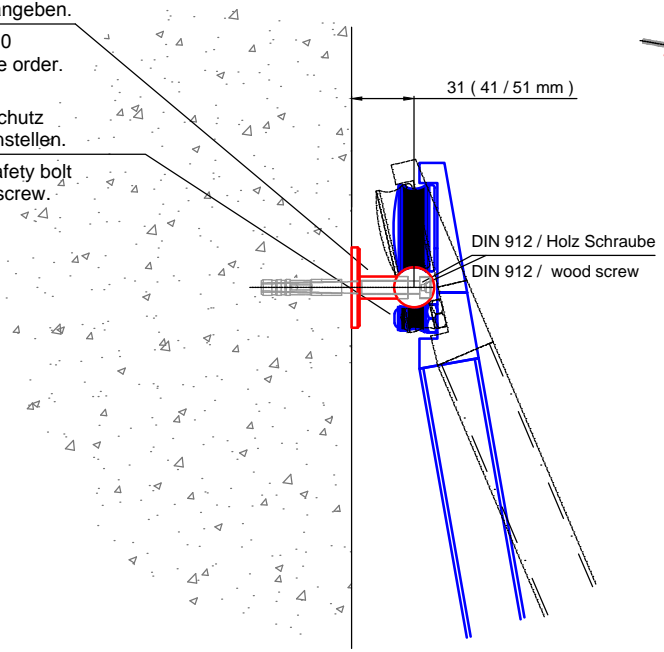 angeben.
0
e order.
chutz
nstellen.
afety bolt
screw.
31 ( 41 / 51 mm )
DIN 912 / Holz Schraube
DIN 912 / wood screw